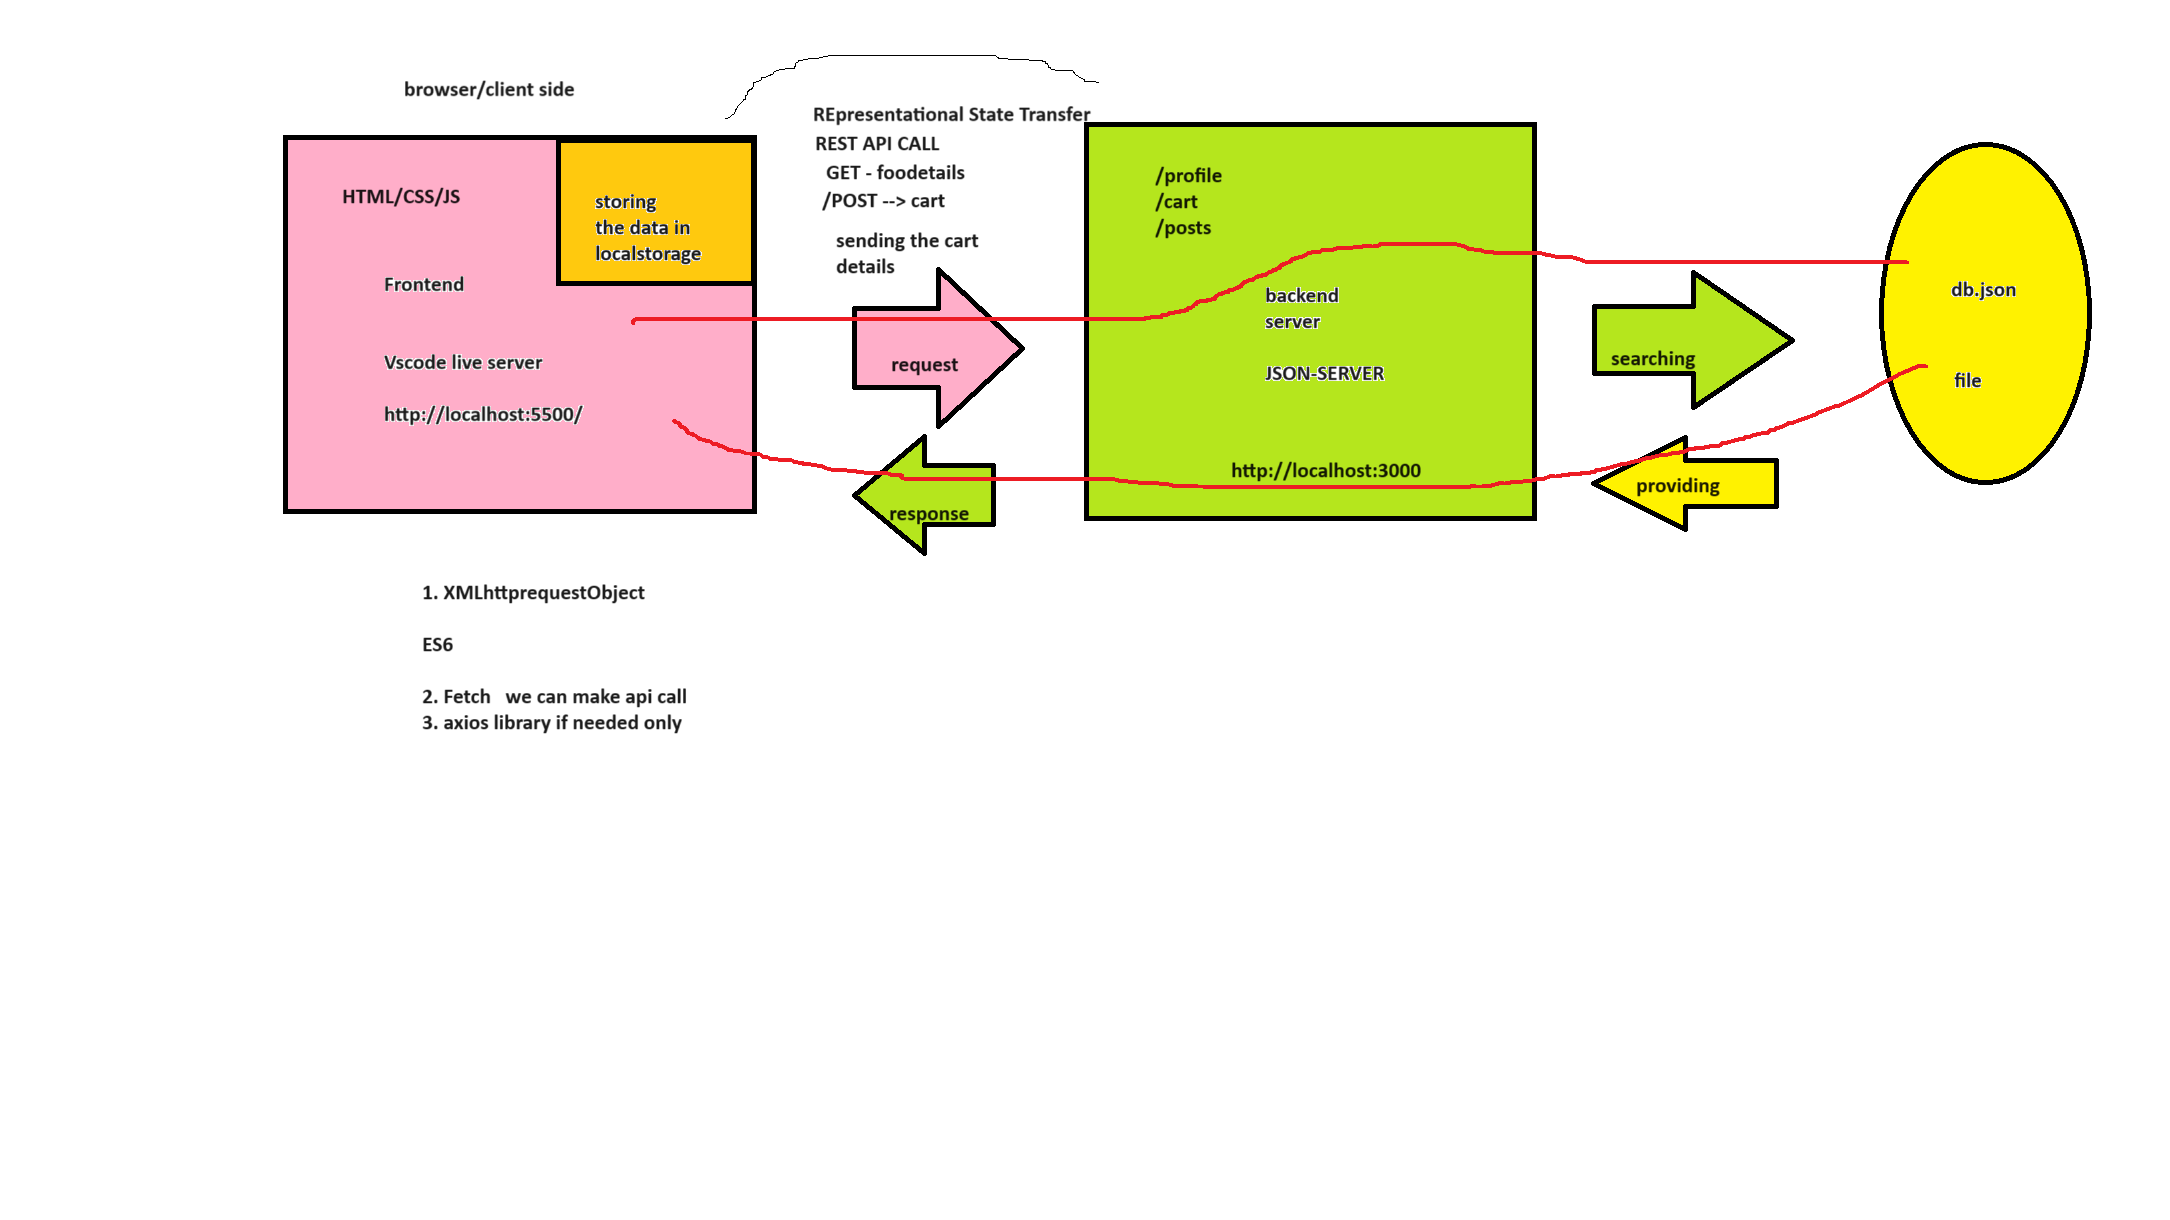 browser/client side
HTML/CSS/JS
storing
the data in
localstorage
Frontend
Vscode live server
http://localhost:5500/
REpresentational State Transfer
REST API CALL
GET - foodetails
/POST --> cart
sending the cart
details
request
response
/profile
/cart
/posts
backend
server
JSON-SERVER
http://localhost:3000
searching
providing
db.json
file
1. XMLhttprequestObject
ES6
2. Fetch   we can make api call
3. axios library if needed only